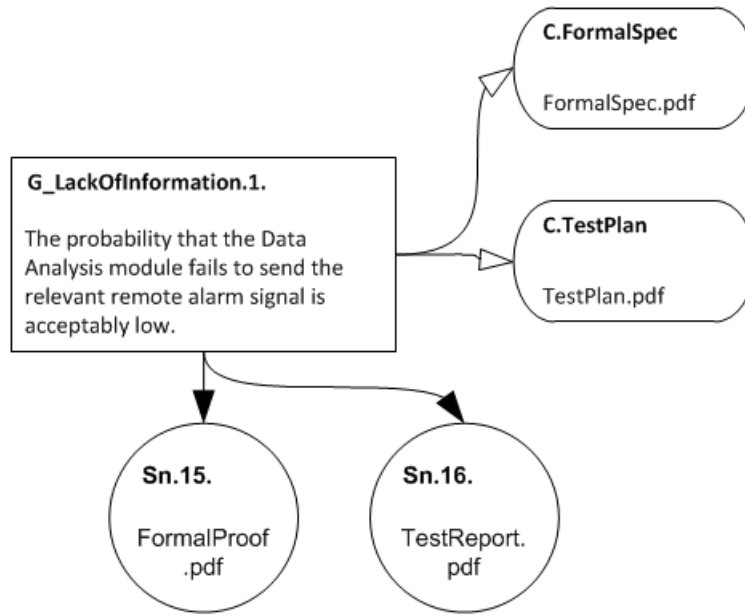 C.FormalSpec
FormalSpec.pdf
G_LackOfInformation.1.
The probability that the Data
Analysis module fails to send the
relevant remote alarm signal is
acceptably low.
C.TestPlan
TestPlan.pdf
Sn.15.
FormalProof
.pdf
Sn.16.
TestReport.
pdf